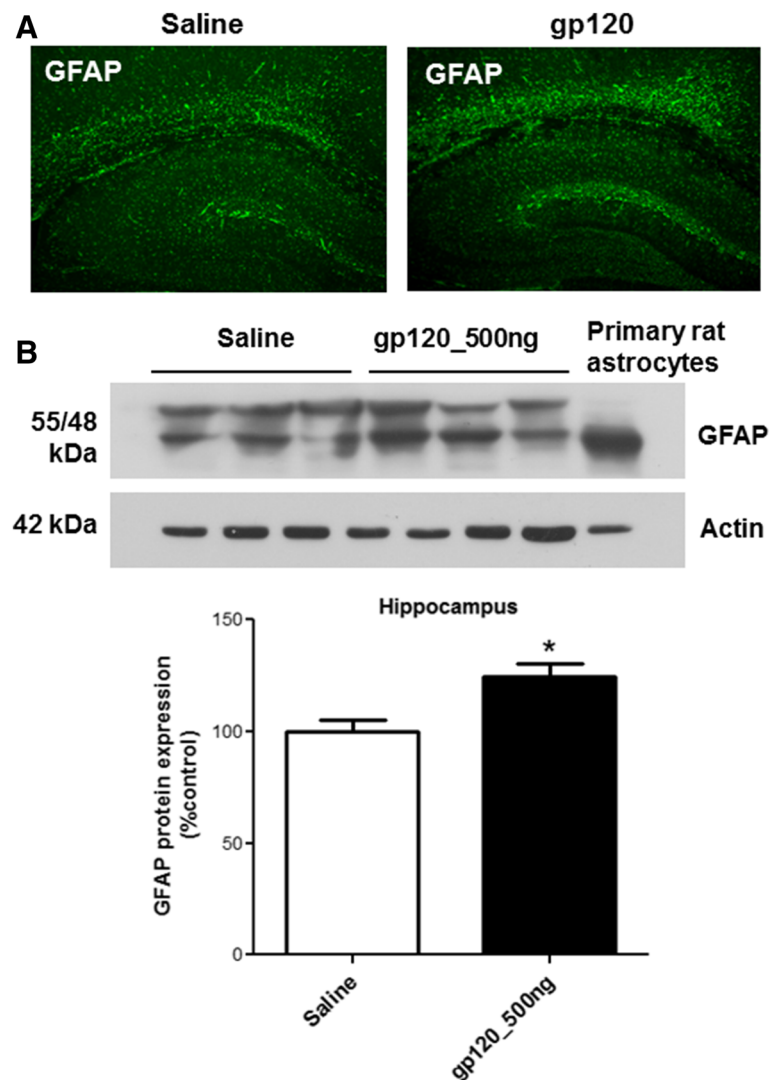 A
Saline
gp120
GFAP
GFAP
B
Saline
gp120_500ng
Primary rat
astrocytes
55/48
kDa
GFAP
42 kDa
Actin
Hippocampus
GFAP protein expression
(%control)
150
100
50
0
*
Saline
gp120_500ng